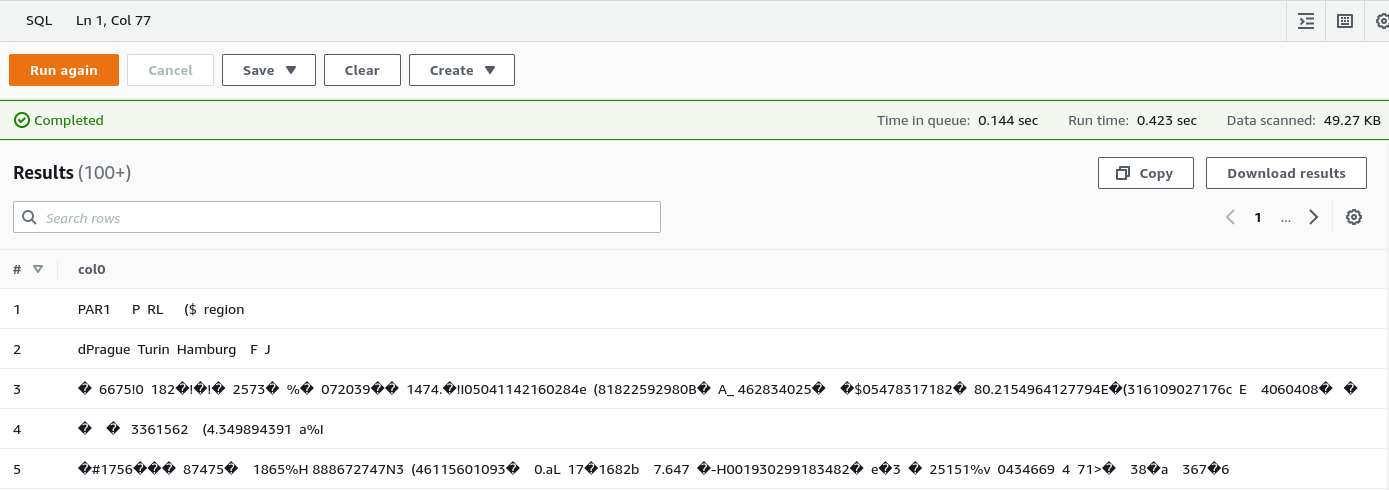 SQL Ln 1, Col 77
Run again Cancel Save Clear Create
Completed Time in queue: 0.144 sec Run time: 0.423 sec Data scanned: 49.27 KB
Results (100+) Copy Download results
Search rows 1 ...
# col0
1 PAR1 P RL ($ region
2 dPrague Turin Hamburg F J
3 � 6675!0 182�!�!� 2573� %� 072039�� 1474.�!I05041142160284e (81822592980B� A_ 462834025� �$05478317182� 80.2154964127794E�(316109027176c E 4060408� �
4 � � 3361562 (4.349894391 a%I
5 �#1756��� 87475� 1865%H 888672747N3 (46115601093� 0.aL 17�1682b 7.647 �-H001930299183482� e�3 � 25151%v 0434669 4 71>� 38�a 367�6